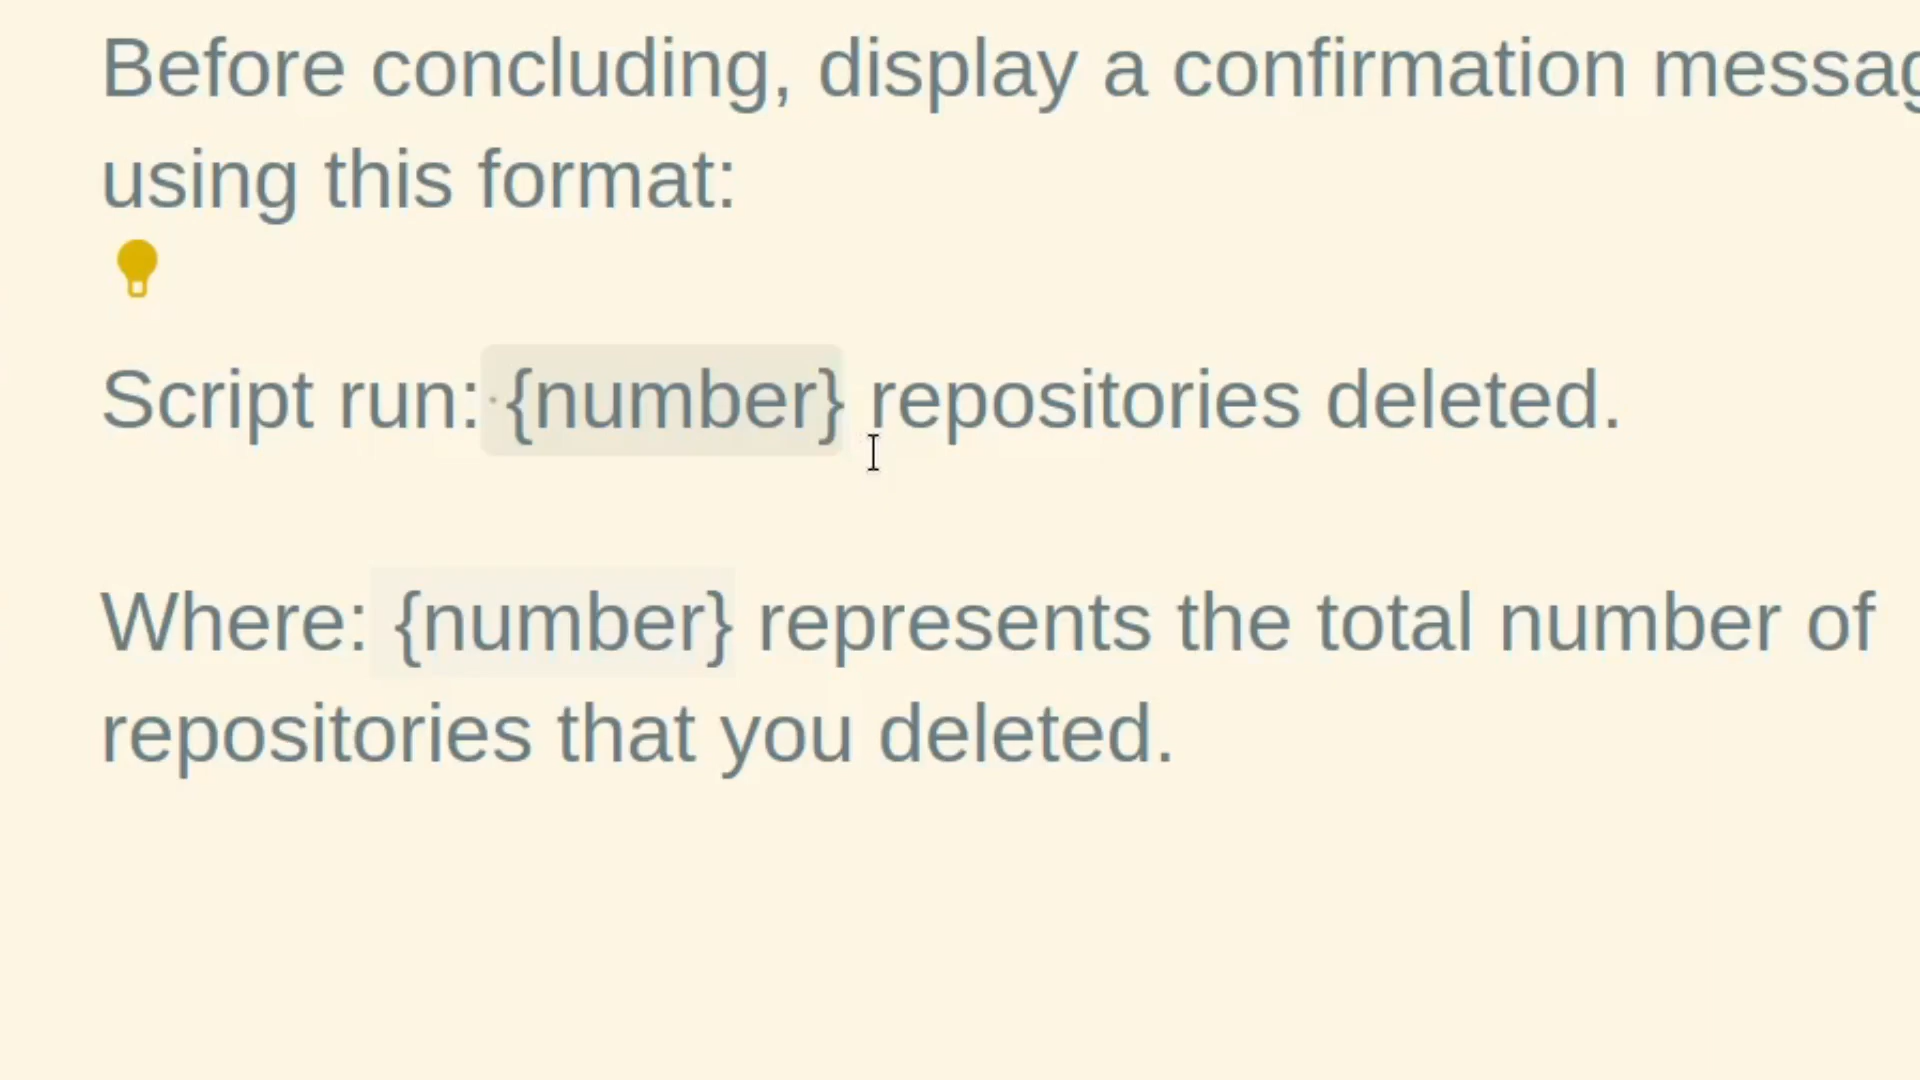 Before concluding, display a confirmation messag
using this format:
Script run: {number} repositories deleted.
Where: {number} represents the total number of
repositories that you deleted.